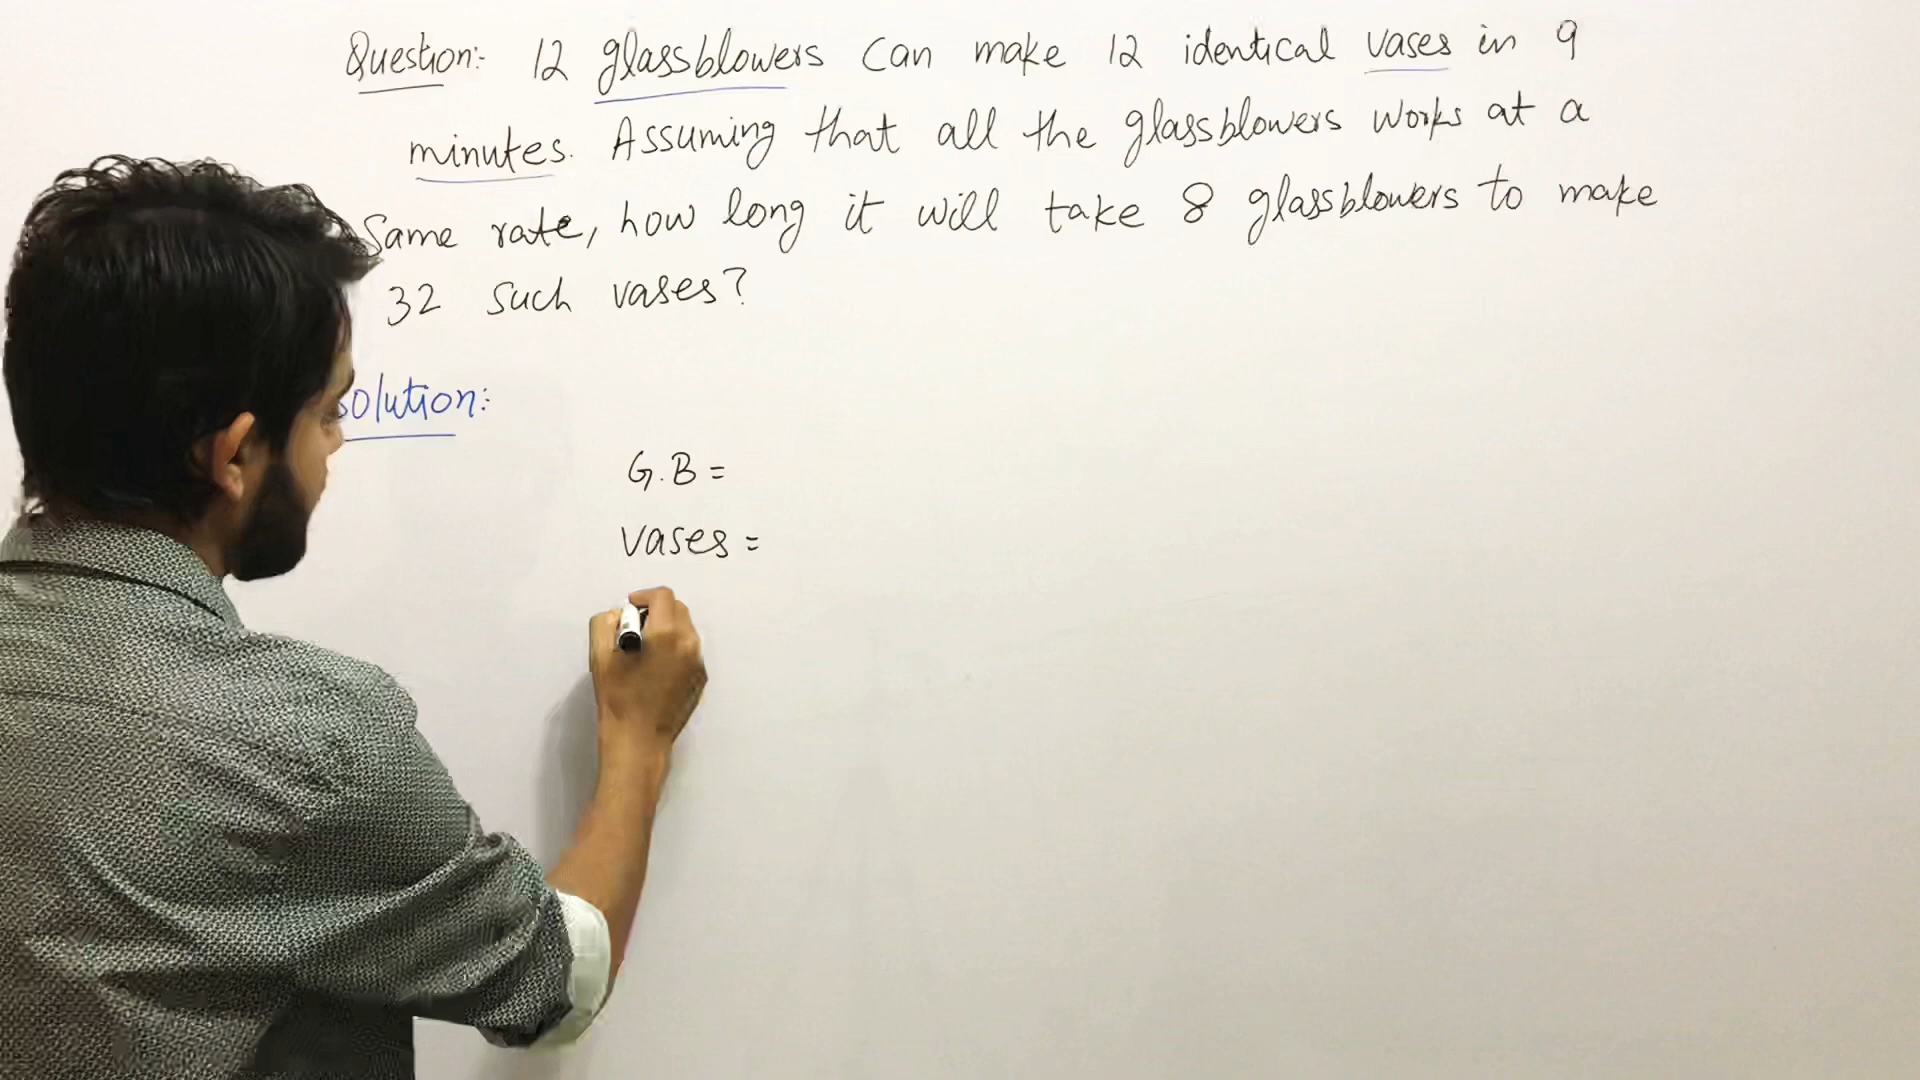 Question:- 12 glassblowers can make 12 identical vases in 9
minutes. Assuming that all the glassblowers works at a
Same rate, how long it will take 8 glassblowers to make
32 such vases?
solution:
G.B =
vases =